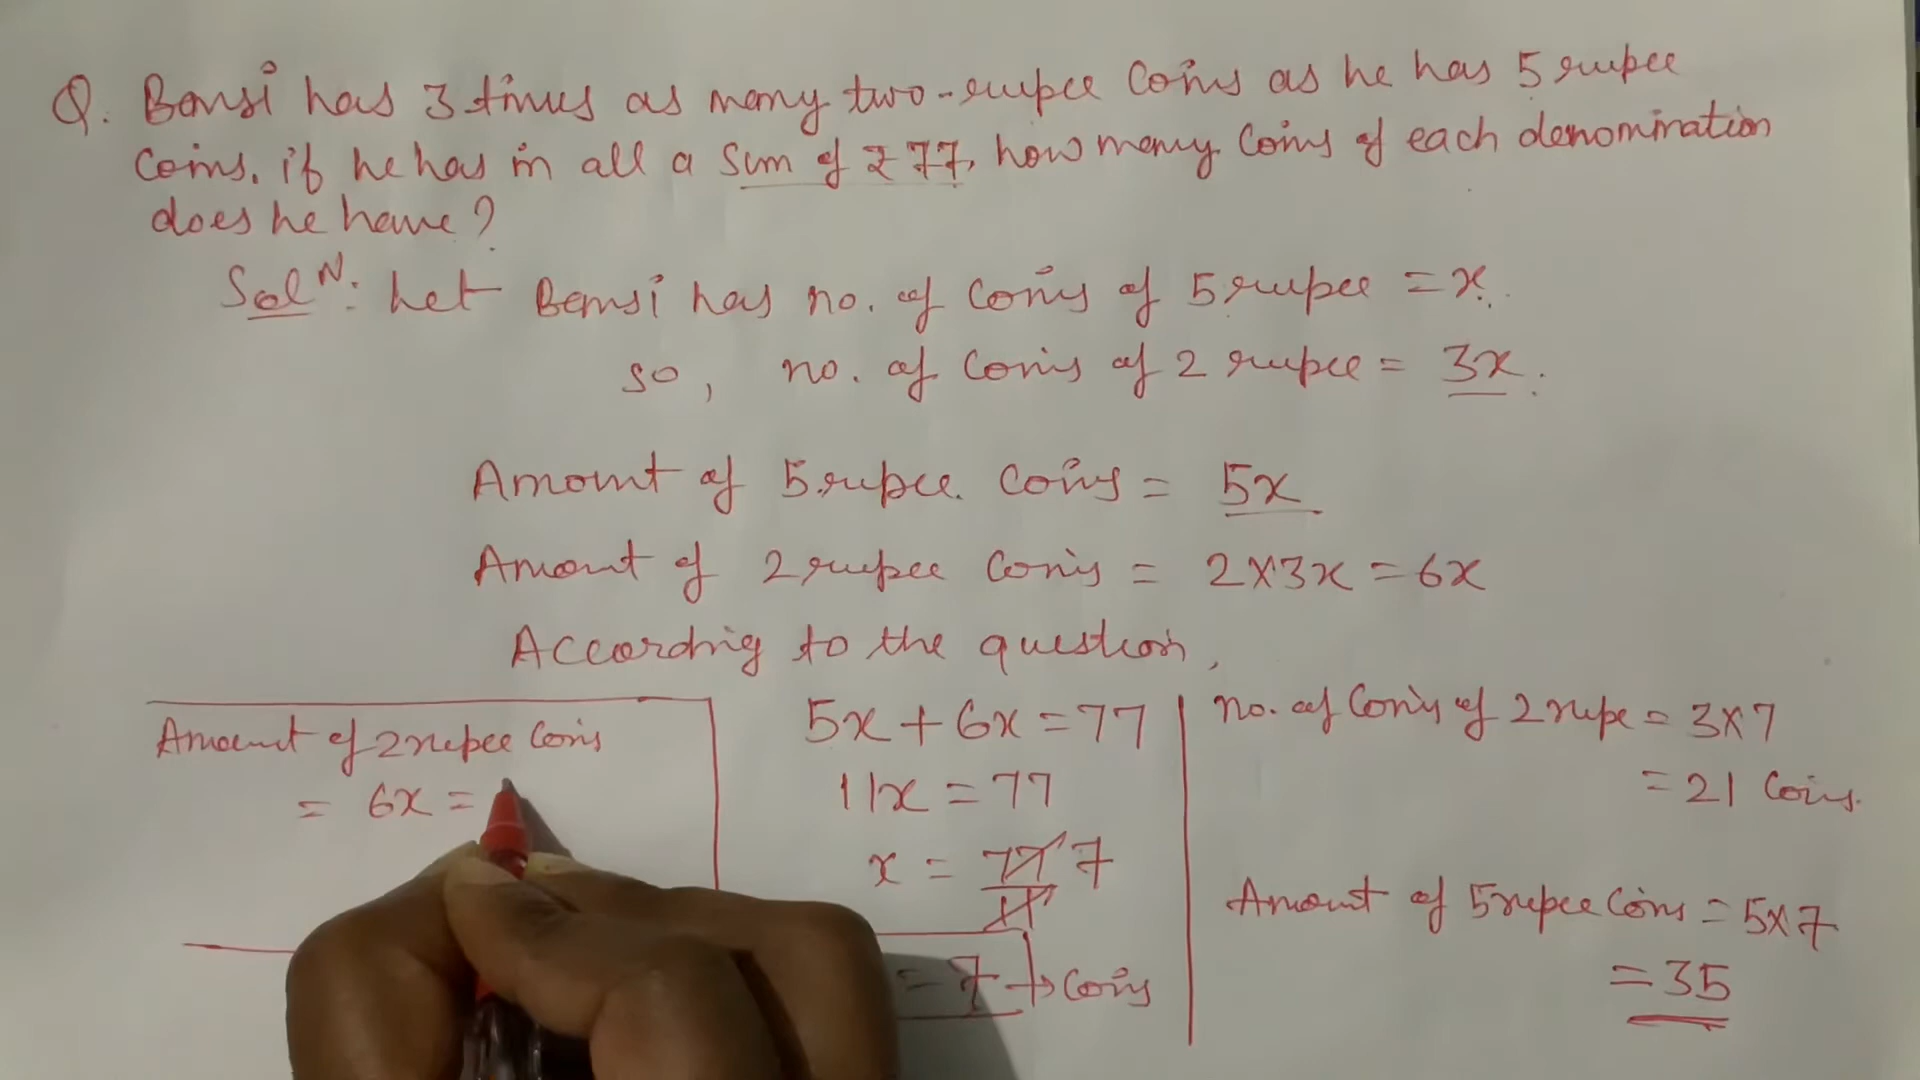 Q. Bansi has 3 times as many two-rupee Coins as he has 5 rupee
Coins. if he has in all a sum of ₹ 77, how many Coins of each denomination
does he have?
Solᴺ: Let Bansi has no. of Coins of 5 rupee = x.
so, no. of Coins of 2 rupee = 3x.
Amount of 5 rupee Coins = 5x
Amount of 2 rupee Coins = 2×3x = 6x
According to the question,
5x + 6x = 77
11x = 77
x = 77/11 7
= 7 → Coins
no. of Coins of 2 rupe = 3×7
= 21 Coins.
Amount of 5 rupee Coins = 5×7
= 35
Amount of 2 rupee Coins
= 6x =